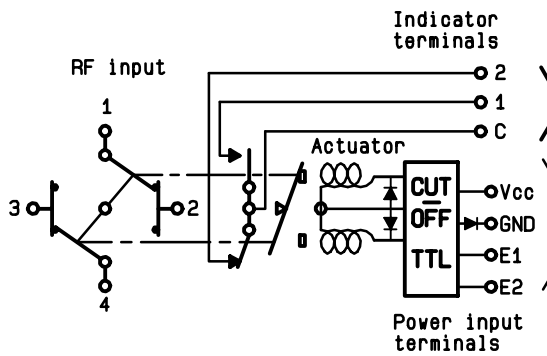 Indicator
terminals
RF input
2
1
1
C
Actuator
CUT
OFF
TTL
Vcc
GND
E1
E2
3
2
4
Power input
terminals